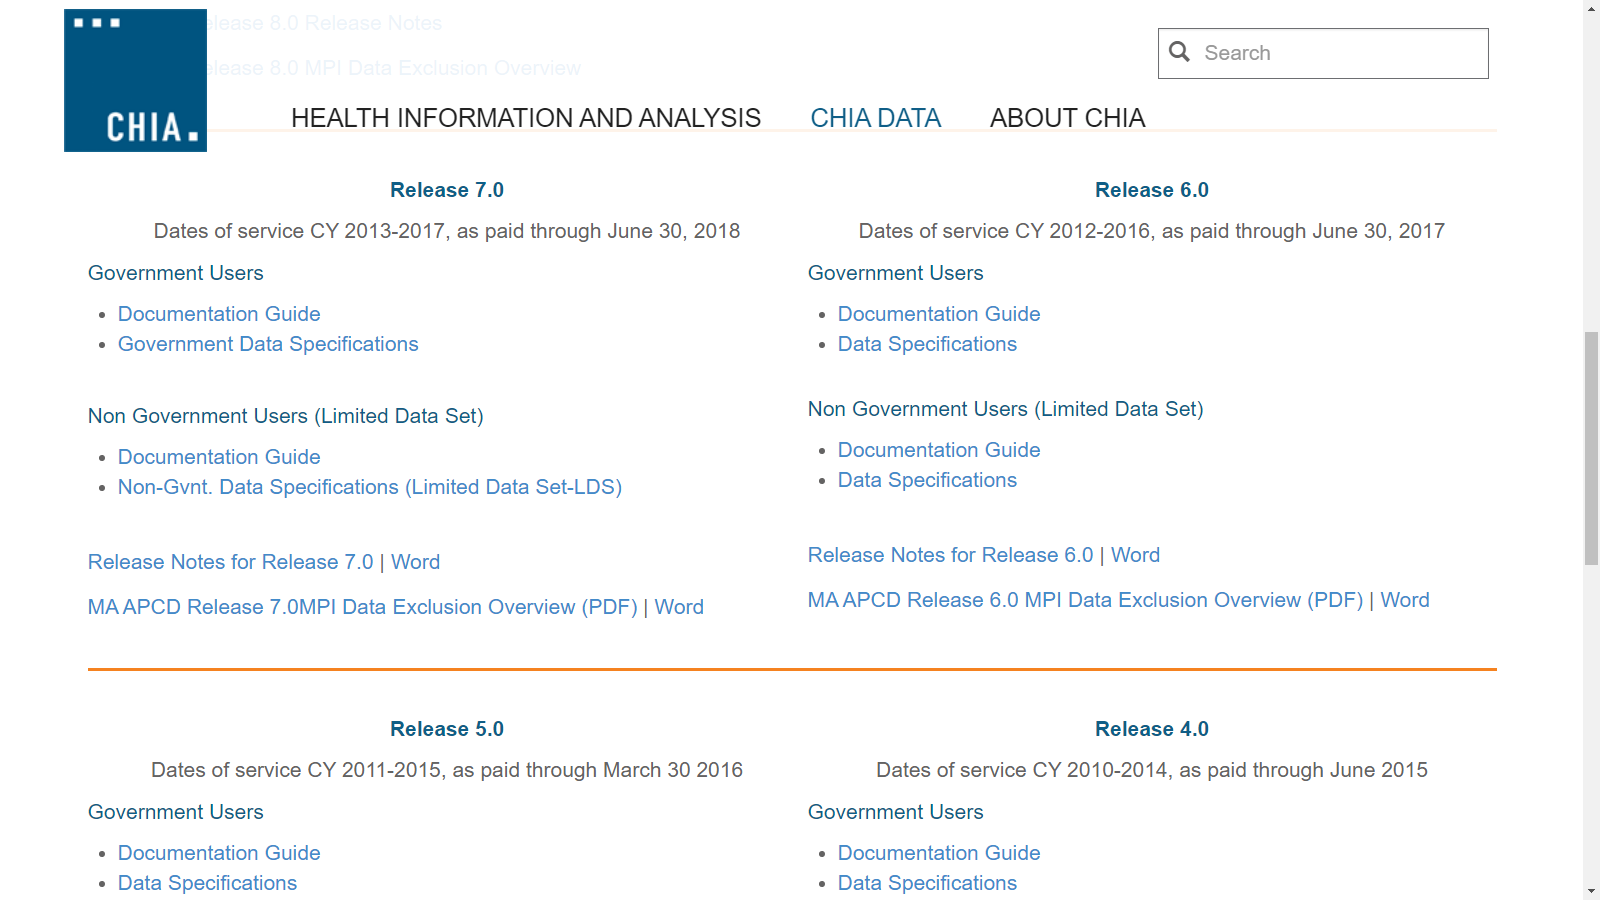 elease 8.0 Release Notes
elease 8.0 MPI Data Exclusion Overview
CHIA.
Search
HEALTH INFORMATION AND ANALYSIS
CHIA DATA
ABOUT CHIA
Release 7.0
Dates of service CY 2013-2017, as paid through June 30, 2018
Government Users
Documentation Guide
Government Data Specifications
Non Government Users (Limited Data Set)
Documentation Guide
Non-Gvnt. Data Specifications (Limited Data Set-LDS)
Release Notes for Release 7.0 | Word
MA APCD Release 7.0MPI Data Exclusion Overview (PDF) | Word
Release 6.0
Dates of service CY 2012-2016, as paid through June 30, 2017
Government Users
Documentation Guide
Data Specifications
Non Government Users (Limited Data Set)
Documentation Guide
Data Specifications
Release Notes for Release 6.0 | Word
MA APCD Release 6.0 MPI Data Exclusion Overview (PDF) | Word
Release 5.0
Dates of service CY 2011-2015, as paid through March 30 2016
Government Users
Documentation Guide
Data Specifications
Release 4.0
Dates of service CY 2010-2014, as paid through June 2015
Government Users
Documentation Guide
Data Specifications